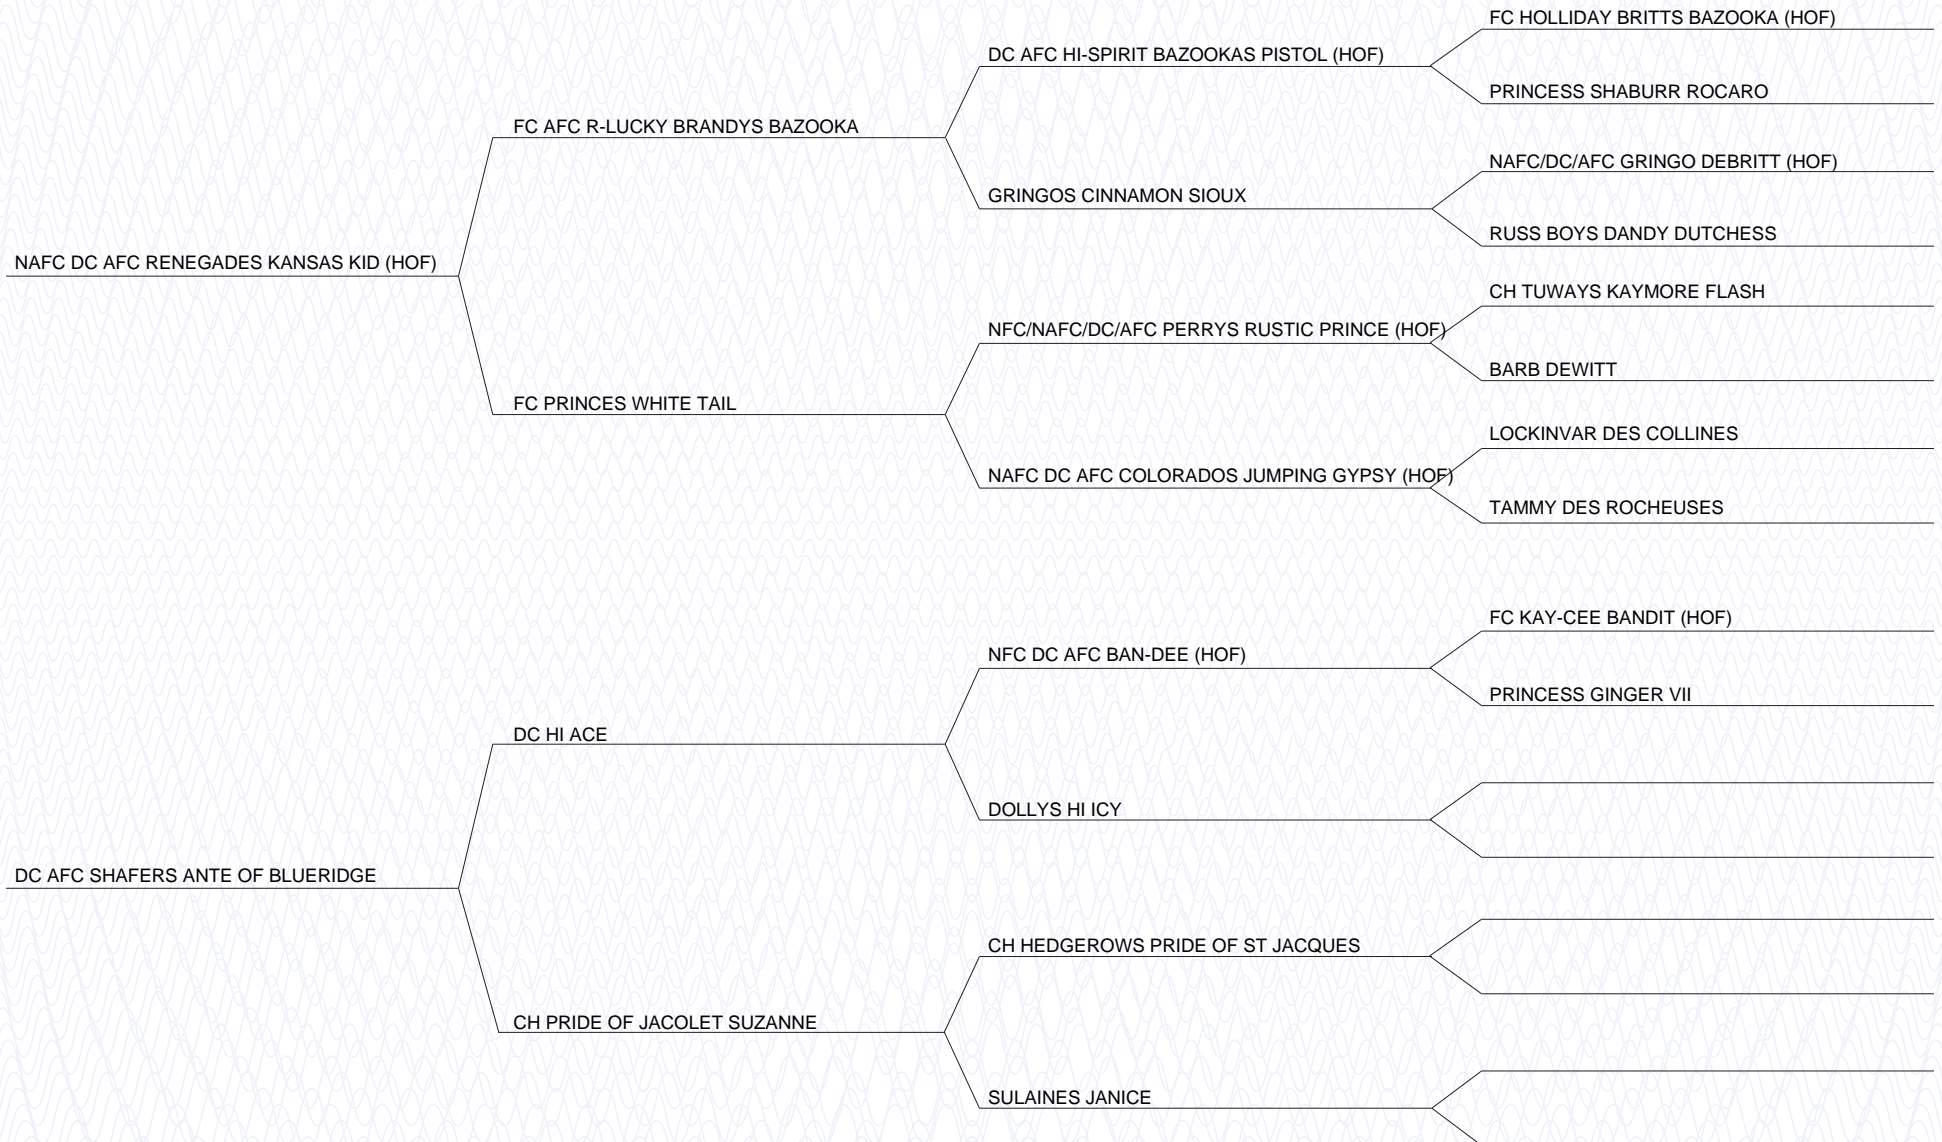 FC HOLLIDAY BRITTS BAZOOKA (HOF)
DC AFC HI-SPIRIT BAZOOKAS PISTOL (HOF)
PRINCESS SHABURR ROCARO
FC AFC R-LUCKY BRANDYS BAZOOKA
NAFC/DC/AFC GRINGO DEBRITT (HOF)
GRINGOS CINNAMON SIOUX
RUSS BOYS DANDY DUTCHESS
NAFC DC AFC RENEGADES KANSAS KID (HOF)
CH TUWAYS KAYMORE FLASH
NFC/NAFC/DC/AFC PERRYS RUSTIC PRINCE (HOF)
BARB DEWITT
FC PRINCES WHITE TAIL
LOCKINVAR DES COLLINES
NAFC DC AFC COLORADOS JUMPING GYPSY (HOF)
TAMMY DES ROCHEUSES
FC KAY-CEE BANDIT (HOF)
NFC DC AFC BAN-DEE (HOF)
PRINCESS GINGER VII
DC HI ACE
DOLLYS HI ICY
DC AFC SHAFERS ANTE OF BLUERIDGE
CH HEDGEROWS PRIDE OF ST JACQUES
CH PRIDE OF JACOLET SUZANNE
SULAINES JANICE